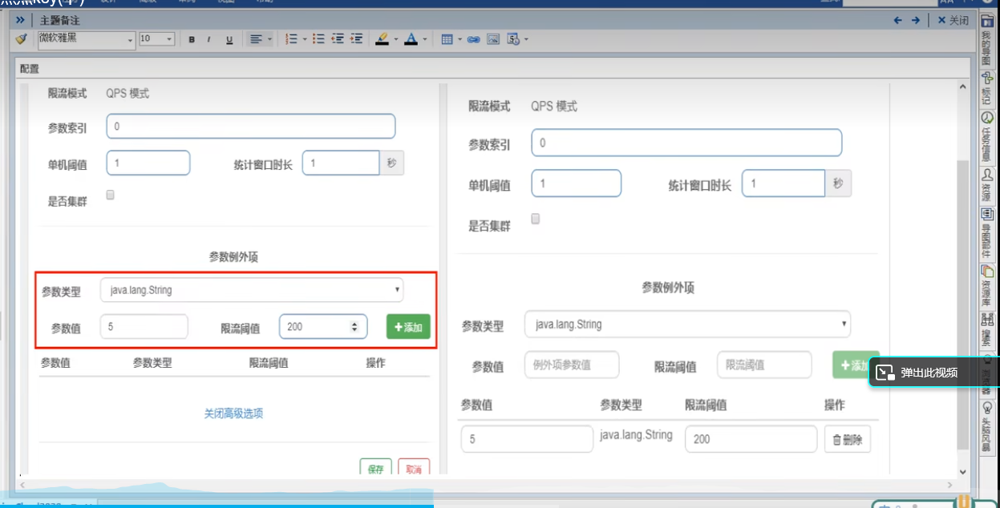 主题备注
关闭
微软雅黑
10
B
I
U
配置
限流模式 QPS 模式
参数索引 0
单机阈值 1 统计窗口时长 1 秒
是否集群
参数例外项
参数类型 java.lang.String
参数值 5 限流阈值 200 +添加
参数值 参数类型 限流阈值 操作
关闭高级选项
保存 取消
限流模式 QPS 模式
参数索引 0
单机阈值 1 统计窗口时长 1 秒
是否集群
参数例外项
参数类型 java.lang.String
参数值 例外项参数值 限流阈值 限流阈值 +添加
参数值 参数类型 限流阈值 操作
5 java.lang.String 200 删除
弹出此视频
我的导图
标记
任务信息
资源
导图部件
资源库
搜索
浏览器
头脑风暴